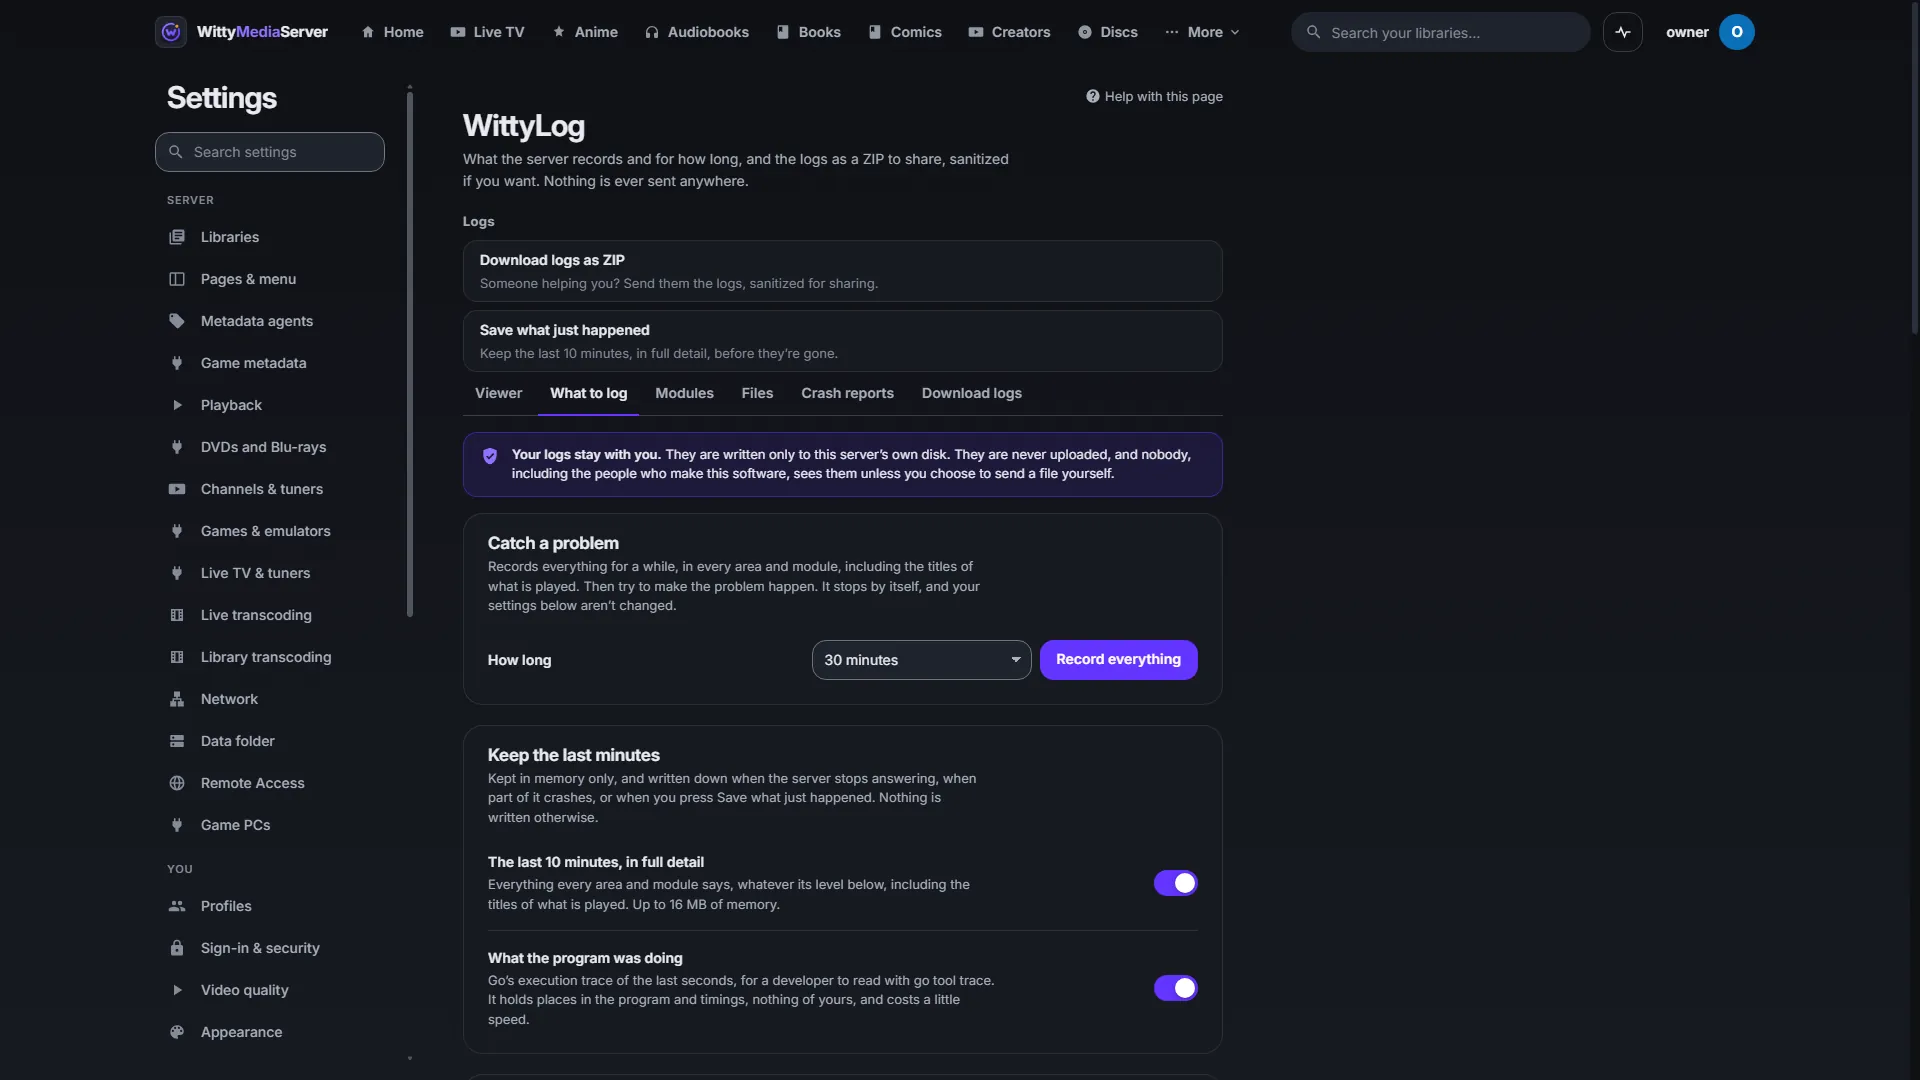 WittyMediaServer
Home
Live TV
Anime
Audiobooks
Books
Comics
Creators
Discs
More
Search your libraries...
owner
O
Settings
Search settings
SERVER
Libraries
Pages & menu
Metadata agents
Game metadata
Playback
DVDs and Blu-rays
Channels & tuners
Games & emulators
Live TV & tuners
Live transcoding
Library transcoding
Network
Data folder
Remote Access
Game PCs
YOU
Profiles
Sign-in & security
Video quality
Appearance
Help with this page
WittyLog
What the server records and for how long, and the logs as a ZIP to share, sanitized
if you want. Nothing is ever sent anywhere.
Logs
Download logs as ZIP
Someone helping you? Send them the logs, sanitized for sharing.
Save what just happened
Keep the last 10 minutes, in full detail, before they’re gone.
Viewer
What to log
Modules
Files
Crash reports
Download logs
Your logs stay with you. They are written only to this server’s own disk. They are never uploaded, and nobody,
including the people who make this software, sees them unless you choose to send a file yourself.
Catch a problem
Records everything for a while, in every area and module, including the titles of
what is played. Then try to make the problem happen. It stops by itself, and your
settings below aren’t changed.
How long
30 minutes
Record everything
Keep the last minutes
Kept in memory only, and written down when the server stops answering, when
part of it crashes, or when you press Save what just happened. Nothing is
written otherwise.
The last 10 minutes, in full detail
Everything every area and module says, whatever its level below, including the
titles of what is played. Up to 16 MB of memory.
What the program was doing
Go’s execution trace of the last seconds, for a developer to read with go tool trace.
It holds places in the program and timings, nothing of yours, and costs a little
speed.